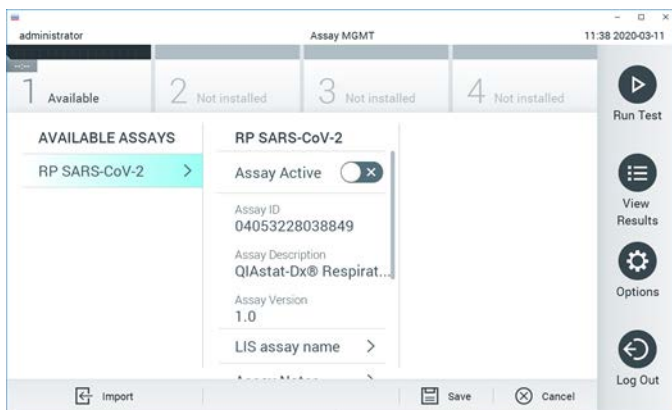 administrator Assay MGMT 11:38 2020-03-11
1 Available 2 Not installed 3 Not installed 4 Not installed
Run Test
AVAILABLE ASSAYS
RP SARS-CoV-2
RP SARS-CoV-2
Assay Active
Assay ID
04053228038849
Assay Description
QIAstat-Dx® Respirat...
Assay Version
1.0
LIS assay name
View
Results
Options
Log Out
Import Save Cancel